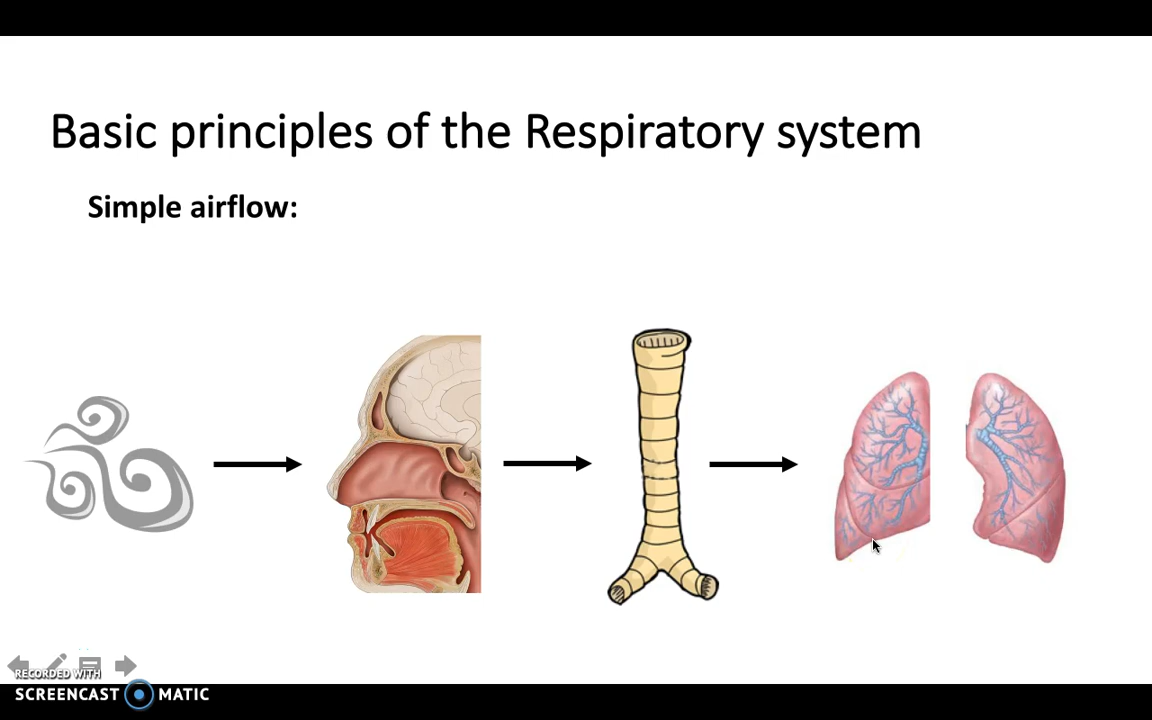 Basic principles of the Respiratory system
Simple airflow:
RECORDED WITH
SCREENCAST MATIC